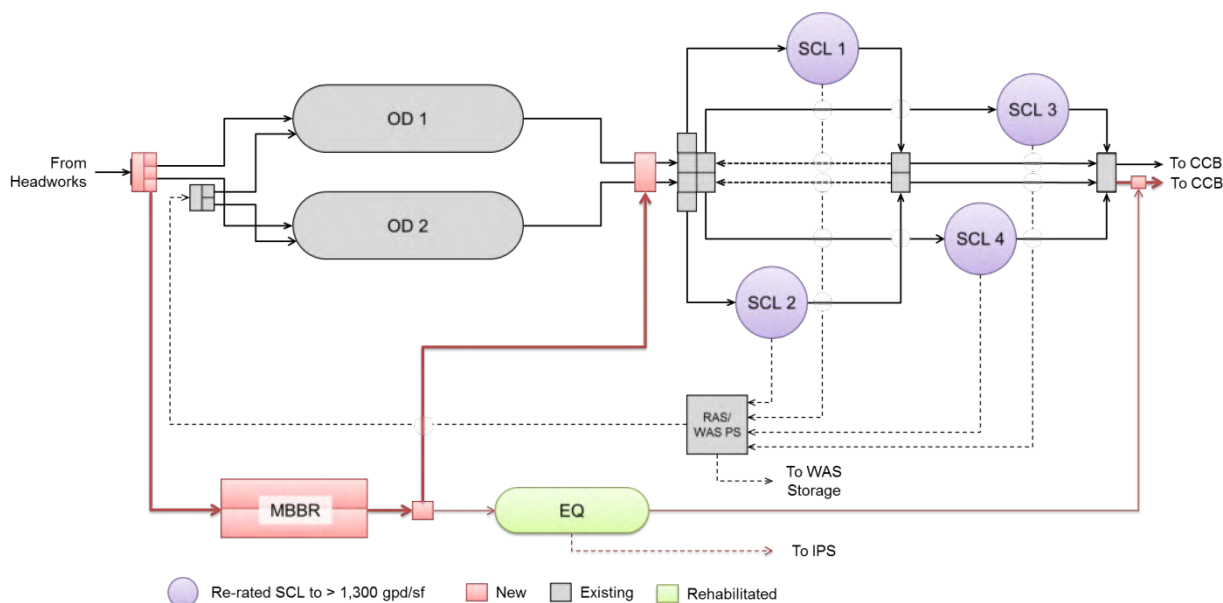 SCL 1
OD 1
SCL 3
From
Headworks
To CCB
To CCB
OD 2
SCL 4
SCL 2
RAS/
WAS PS
To WAS
Storage
MBBR
EQ
To IPS
Re-rated SCL to > 1,300 gpd/sf
New
Existing
Rehabilitated